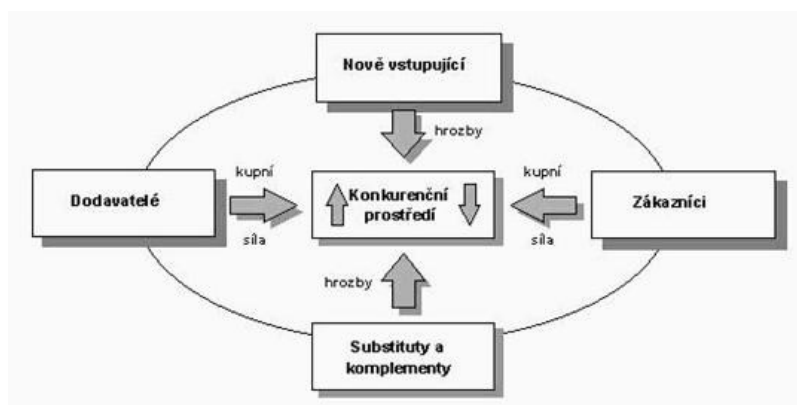 Nově vstupující
hrozby
kupní
kupní
Dodavatelé
Konkurenční
prostředí
Zákazníci
síla
síla
hrozby
Substituty a
komplementy